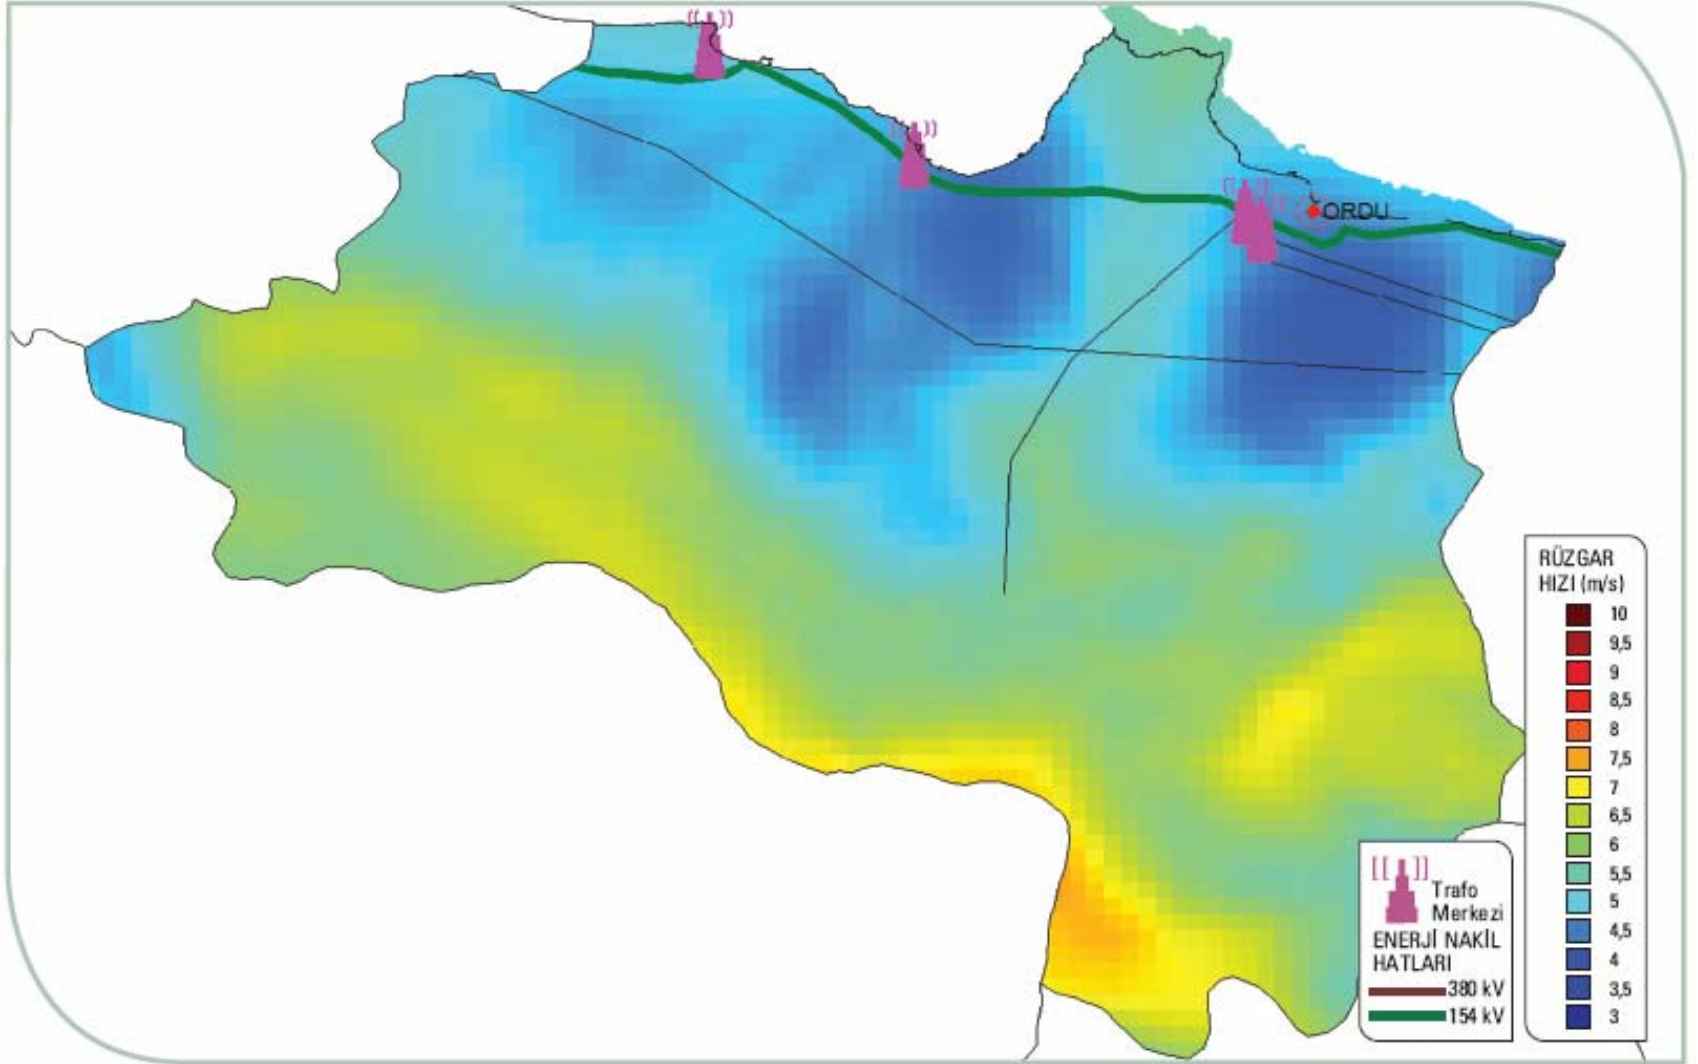 ORDU
RÜZGAR
HIZI (m/s)
10
9,5
9
8,5
8
7,5
7
6,5
6
5,5
5
4,5
4
3,5
3
Trafo
Merkezi
ENERJİ NAKİL
HATLARI
380 kV
154 kV